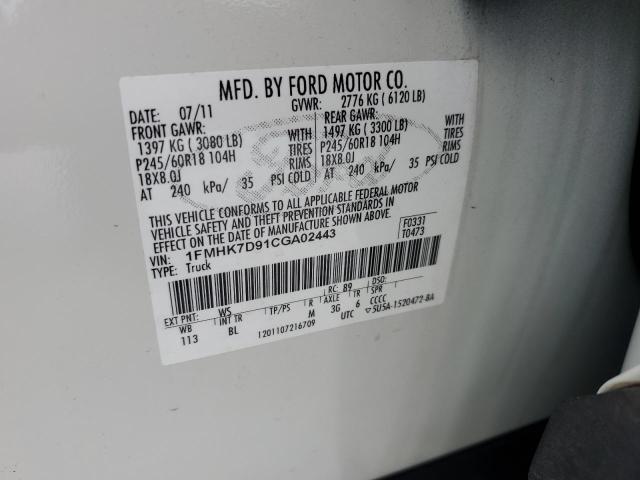 MFD. BY FORD MOTOR CO.
DATE: 07/11 GVWR: 2776 KG ( 6120 LB)
FRONT GAWR: REAR GAWR:
1397 KG ( 3080 LB) WITH 1497 KG ( 3300 LB) WITH
P245/60R18 104H TIRES P245/60R18 104H TIRES
18X8.0J RIMS 18X8.0J RIMS
AT 240 kPa/ 35 PSI COLD AT 240 kPa/ 35 PSI COLD
THIS VEHICLE CONFORMS TO ALL APPLICABLE FEDERAL MOTOR
VEHICLE SAFETY AND THEFT PREVENTION STANDARDS IN
EFFECT ON THE DATE OF MANUFACTURE SHOWN ABOVE.
VIN: 1FMHK7D91CGA02443 F0331
TYPE: Truck T0473
EXT PNT: WS RC: 89 DSO:
WB INT TR TP/PS R AXLE TR SPR
113 BL M 3G 6 CCCC
1201107216709 UTC ▽5U5A-1520472-BA